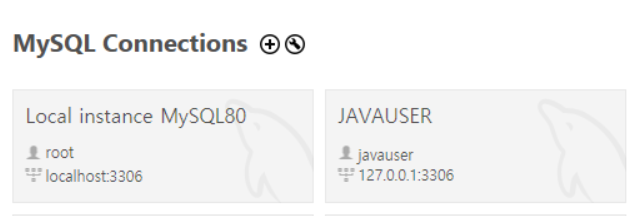 MySQL Connections
Local instance MySQL80
root
localhost:3306
JAVAUSER
javauser
127.0.0.1:3306